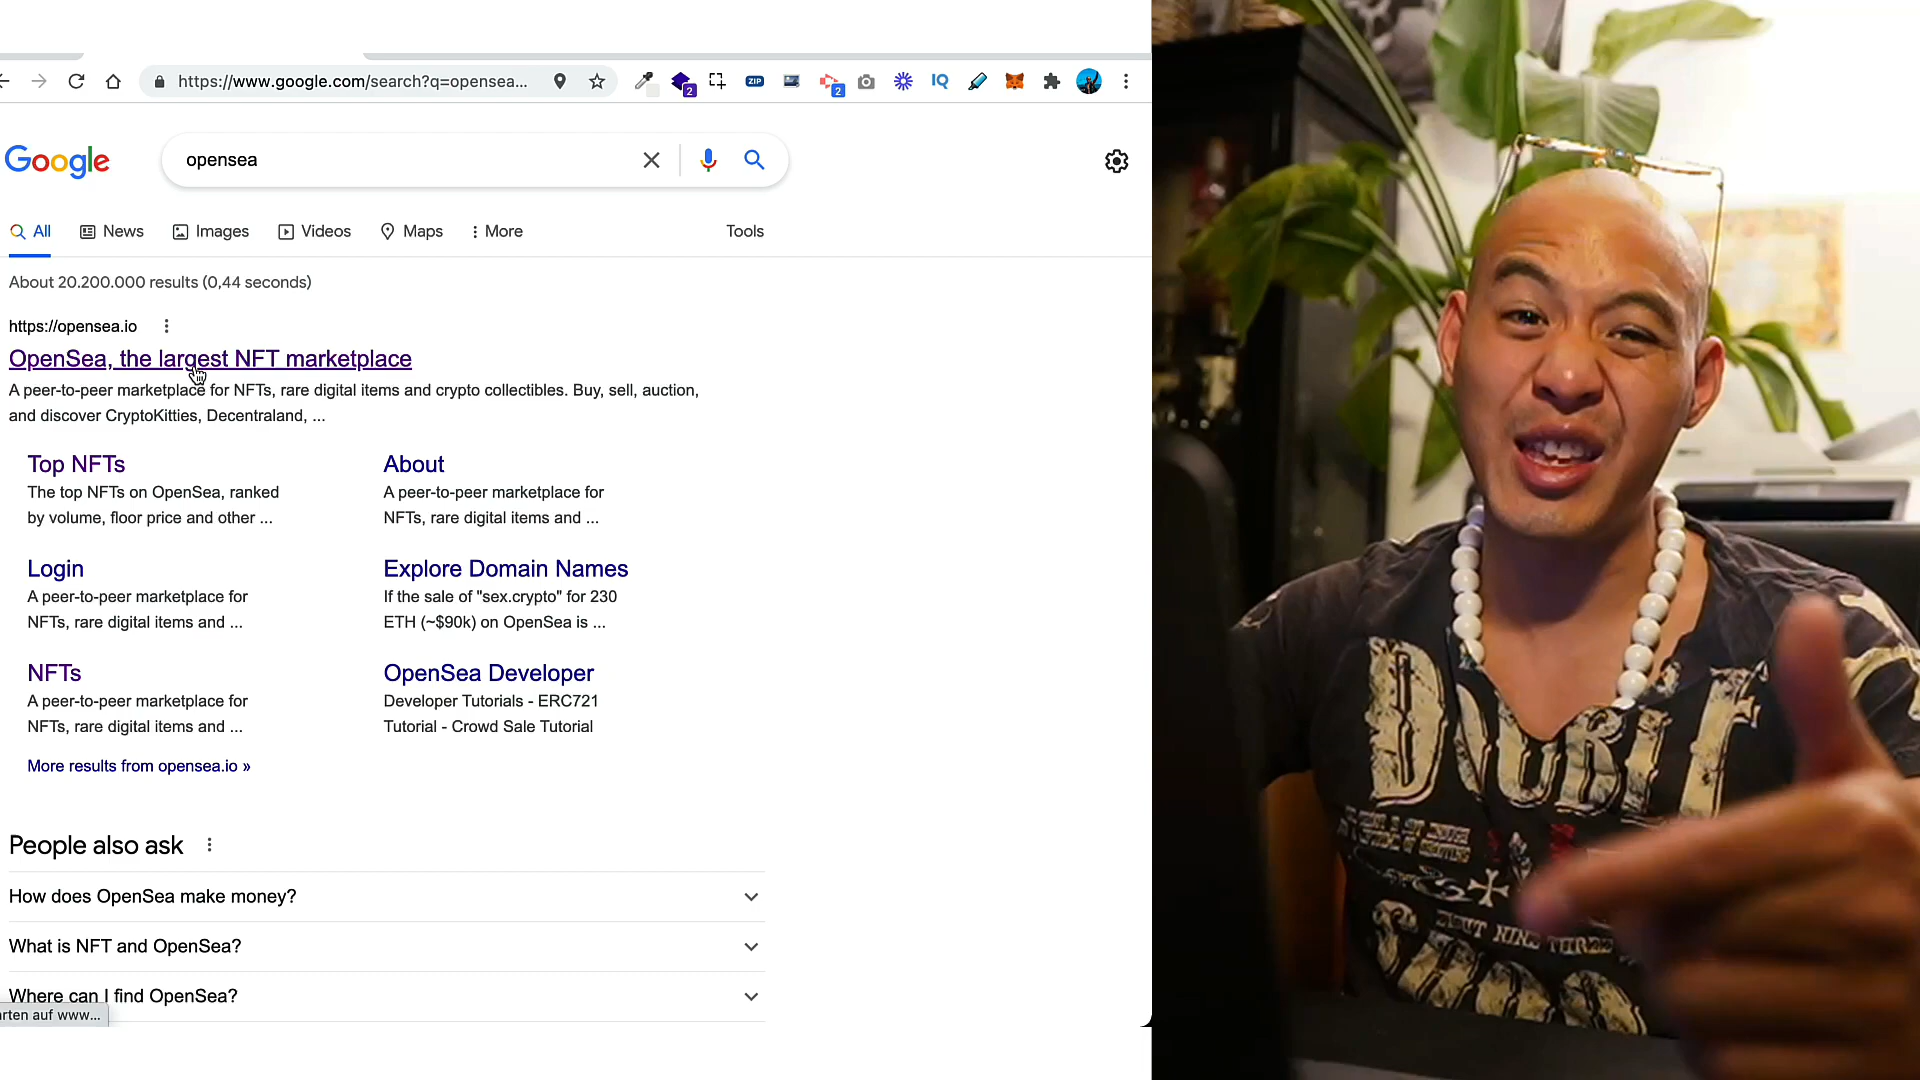 https://www.google.com/search?q=opensea...
2
ZIP
2
IQ
Google
opensea
All
News
Images
Videos
Maps
More
Tools
About 20.200.000 results (0,44 seconds)
https://opensea.io
OpenSea, the largest NFT marketplace
A peer-to-peer marketplace for NFTs, rare digital items and crypto collectibles. Buy, sell, auction,
and discover CryptoKitties, Decentraland, ...
Top NFTs
The top NFTs on OpenSea, ranked
by volume, floor price and other ...
About
A peer-to-peer marketplace for
NFTs, rare digital items and ...
Login
A peer-to-peer marketplace for
NFTs, rare digital items and ...
Explore Domain Names
If the sale of "sex.crypto" for 230
ETH (~$90k) on OpenSea is ...
NFTs
A peer-to-peer marketplace for
NFTs, rare digital items and ...
OpenSea Developer
Developer Tutorials - ERC721
Tutorial - Crowd Sale Tutorial
More results from opensea.io »
People also ask
How does OpenSea make money?
What is NFT and OpenSea?
Where can I find OpenSea?
arten auf www...